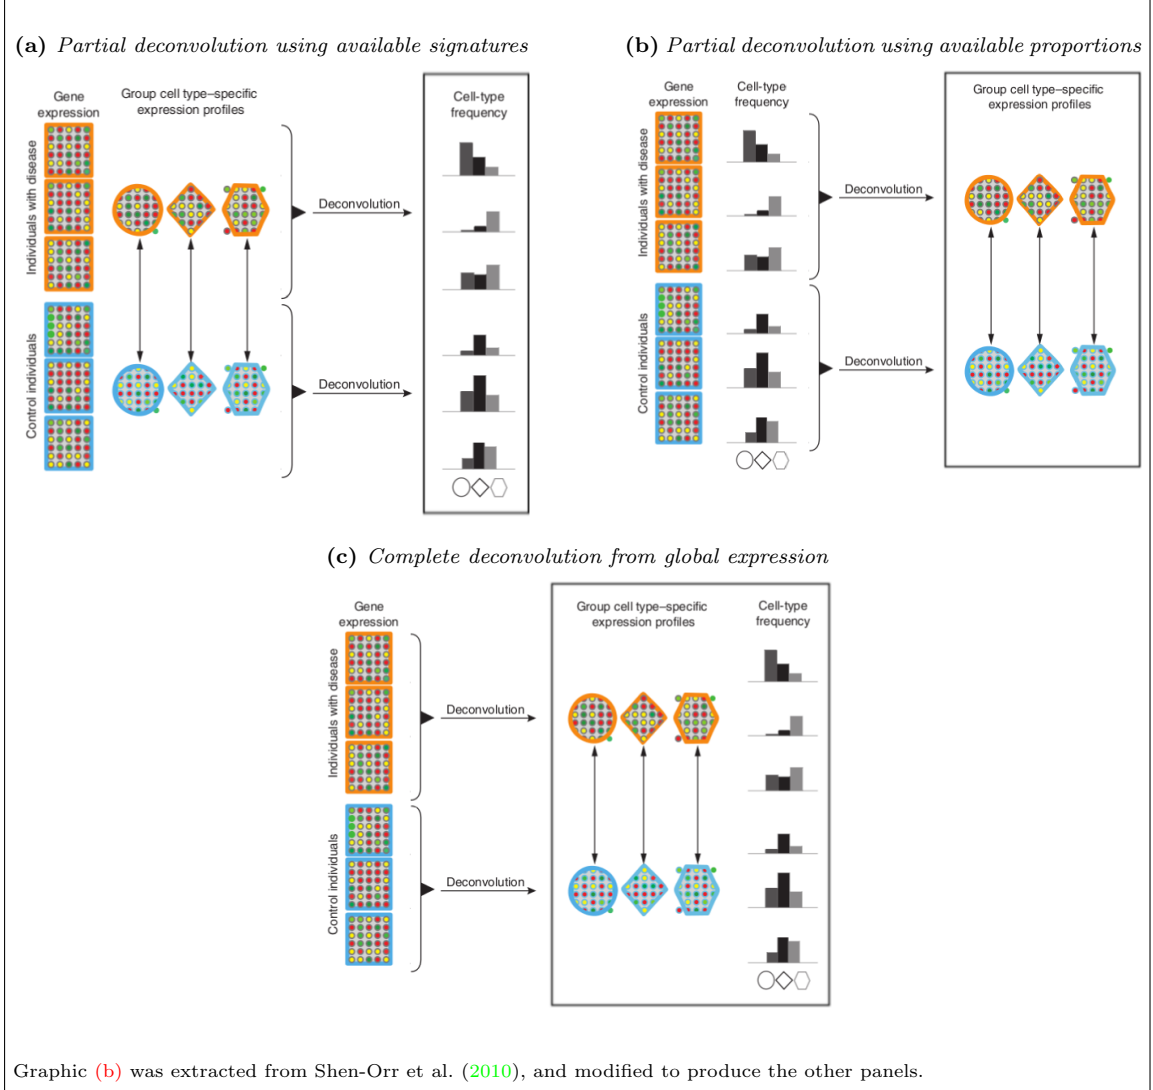 (a) Partial deconvolution using available signatures
Gene
expression
Group cell type–specific
expression profiles
Cell-type
frequency
Individuals with disease
Deconvolution
Control individuals
Deconvolution
(b) Partial deconvolution using available proportions
Gene
expression
Cell-type
frequency
Group cell type–specific
expression profiles
Individuals with disease
Deconvolution
Control individuals
Deconvolution
(c) Complete deconvolution from global expression
Gene
expression
Group cell type–specific
expression profiles
Cell-type
frequency
Individuals with disease
Deconvolution
Control individuals
Deconvolution
Graphic (b) was extracted from Shen-Orr et al. (2010), and modified to produce the other panels.